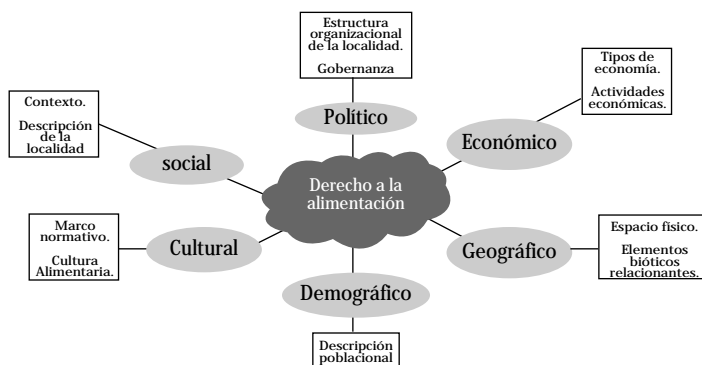 Estructura
organizacional
de la localidad.
Gobernanza
Político
Tipos de
economía.
Actividades
económicas.
Económico
Contexto.
Descripción
de la
localidad
social
Derecho a la
alimentación
Marco
normativo.
Cultura
Alimentaria.
Cultural
Espacio físico.
Elementos
bióticos
relacionantes.
Geográfico
Demográfico
Descripción
poblacional